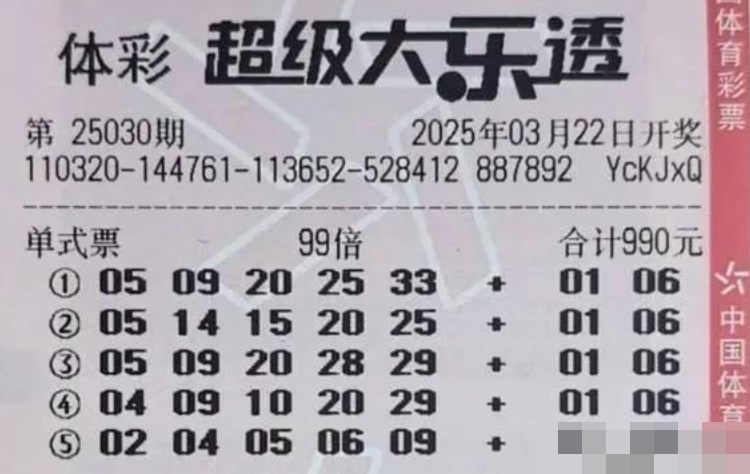 体彩 超级大乐透
第 25030期 2025年03月22日开奖
110320-144761-113652-528412 887892 YcKJxQ
单式票 99倍 合计990元
① 05 09 20 25 33 + 01 06
② 05 14 15 20 25 + 01 06
③ 05 09 20 28 29 + 01 06
④ 04 09 10 20 29 + 01 06
⑤ 02 04 05 06 09 +
国体育彩票
中国体育